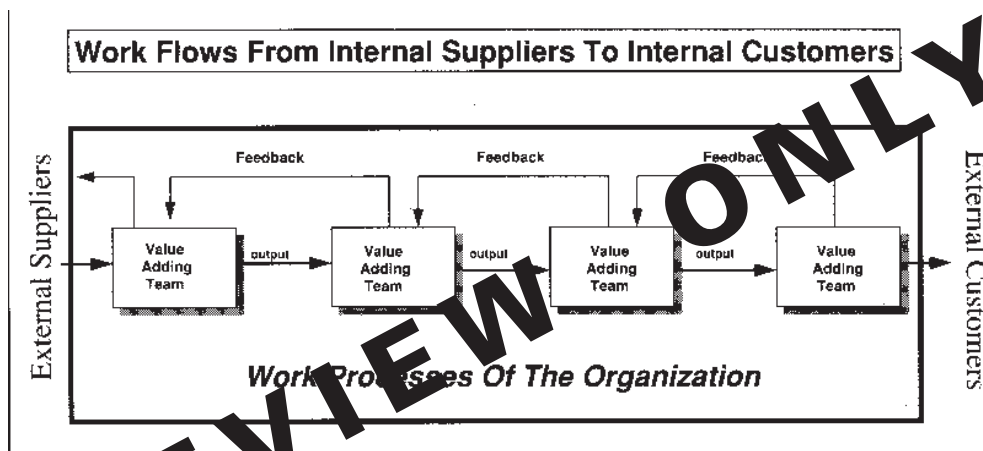 Work Flows From Internal Suppliers To Internal Customers
External Suppliers
Feedback
Feedback
Feedback
Value
Adding
Team
output
Value
Adding
Team
output
Value
Adding
Team
output
Value
Adding
Team
External Customers
Work Processes Of The Organization
VIEW ONLY